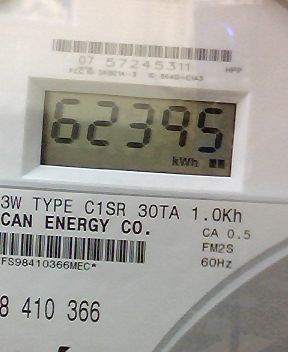 07 57245311
HPP
62395
kWh
3W TYPE C1SR 30TA 1.0Kh
CAN ENERGY CO.
CA 0.5
FM2S
60Hz
FS98410366MEC*
8 410 366